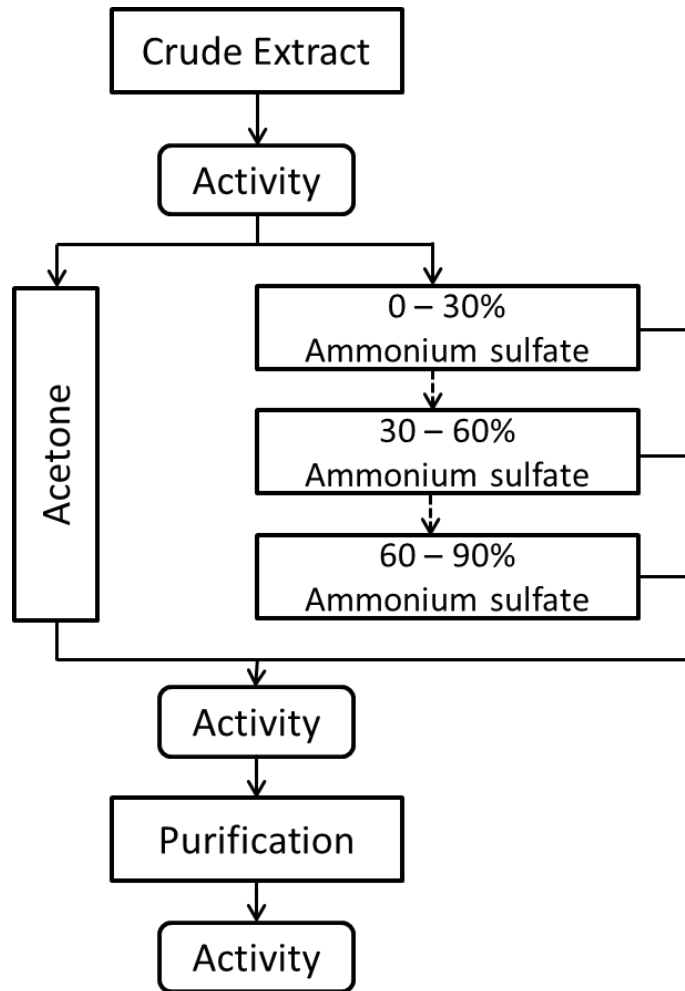 Crude Extract
Activity
Acetone
0 – 30%
Ammonium sulfate
30 – 60%
Ammonium sulfate
60 – 90%
Ammonium sulfate
Activity
Purification
Activity